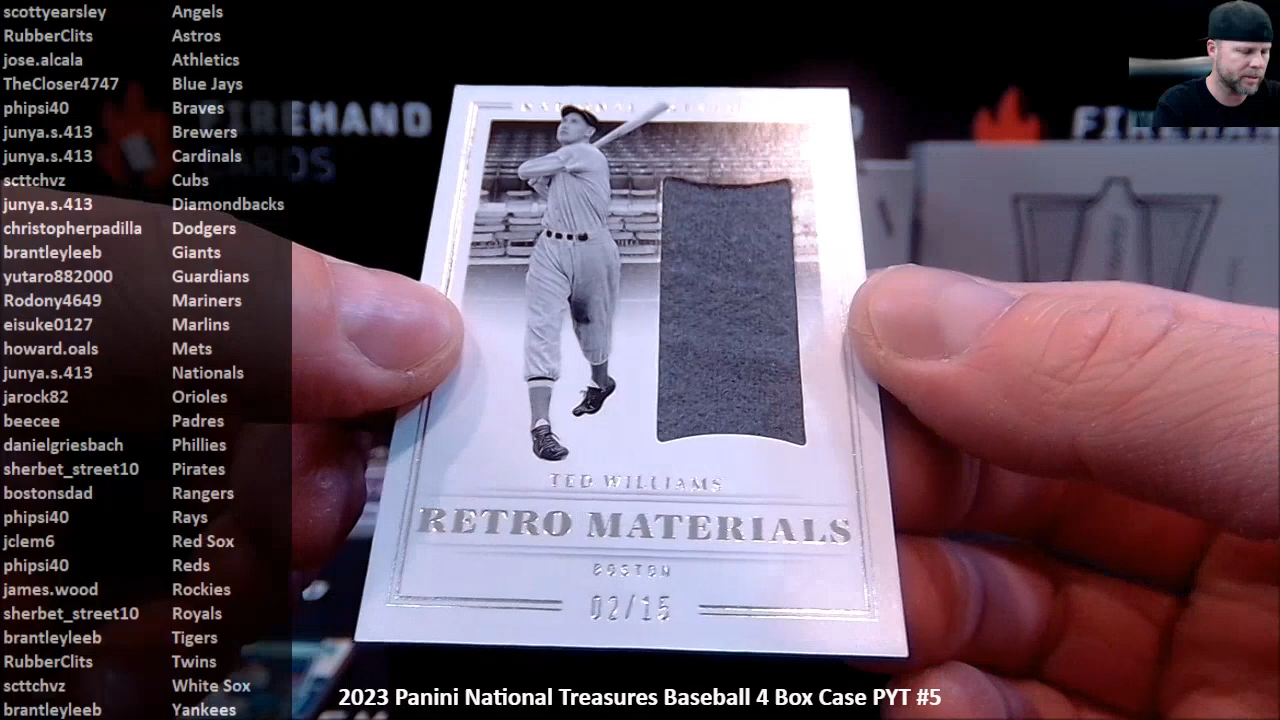 scottyearsley Angels
RubberClits Astros
jose.alcala Athletics
TheCloser4747 Blue Jays
phipsi40 Braves
junya.s.413 Brewers
junya.s.413 Cardinals
scttchvz Cubs
junya.s.413 Diamondbacks
christopherpadilla Dodgers
brantleyleeb Giants
yutaro882000 Guardians
Rodony4649 Mariners
eisuke0127 Marlins
howard.oals Mets
junya.s.413 Nationals
jarock82 Orioles
beecee Padres
danielgriesbach Phillies
sherbet_street10 Pirates
bostonsdad Rangers
phipsi40 Rays
jclem6 Red Sox
phipsi40 Reds
james.wood Rockies
sherbet_street10 Royals
brantleyleeb Tigers
RubberClits Twins
scttchvz White Sox
brantleyleeb Yankees
TED WILLIAMS
RETRO MATERIALS
BOSTON
02/15
2023 Panini National Treasures Baseball 4 Box Case PYT #5